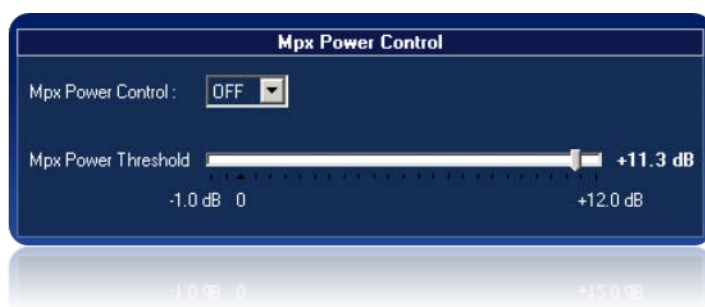 Mpx Power Control
Mpx Power Control : OFF
Mpx Power Threshold +11.3 dB
-1.0 dB 0 +12.0 dB